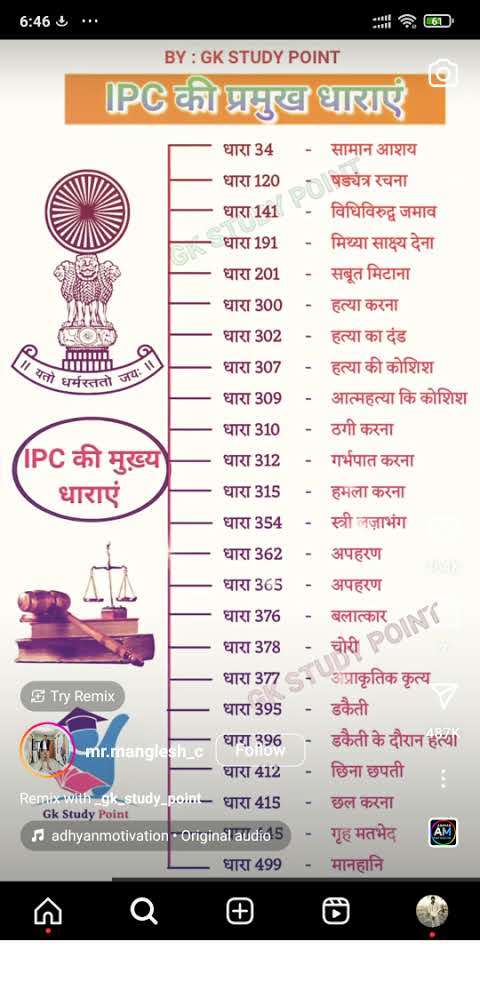 6:46
61
BY : GK STUDY POINT
IPC की प्रमुख धाराएं
धारा 34 - सामान आशय
धारा 120 - षड्यंत्र रचना
धारा 141 - विधिविरुद्व जमाव
धारा 191 - मिथ्या साक्ष्य देना
धारा 201 - सबूत मिटाना
धारा 300 - हत्या करना
धारा 302 - हत्या का दंड
धारा 307 - हत्या की कोशिश
धारा 309 - आत्महत्या कि कोशिश
धारा 310 - ठगी करना
धारा 312 - गर्भपात करना
धारा 315 - हमला करना
धारा 354 - स्त्री लज़ाभंग
धारा 362 - अपहरण
धारा 365 - अपहरण
धारा 376 - बलात्कार
धारा 378 - चोरी
धारा 377 - अप्राकृतिक कृत्य
धारा 395 - डकैती
धारा 396 - डकैती के दौरान हत्या
धारा 412 - छिना छपती
धारा 415 - छल करना
धारा 445 - गृह मतभेद
धारा 499 - मानहानि
|| यतो धर्मस्ततो जयः ||
IPC की मुख़्य
धाराएं
GK STUDY POINT
GK STUDY POINT
Try Remix
mr.manglesh_c
Follow
487K
Remix with _gk_study_point
Gk Study Point
adhyanmotivation • Original audio
AM